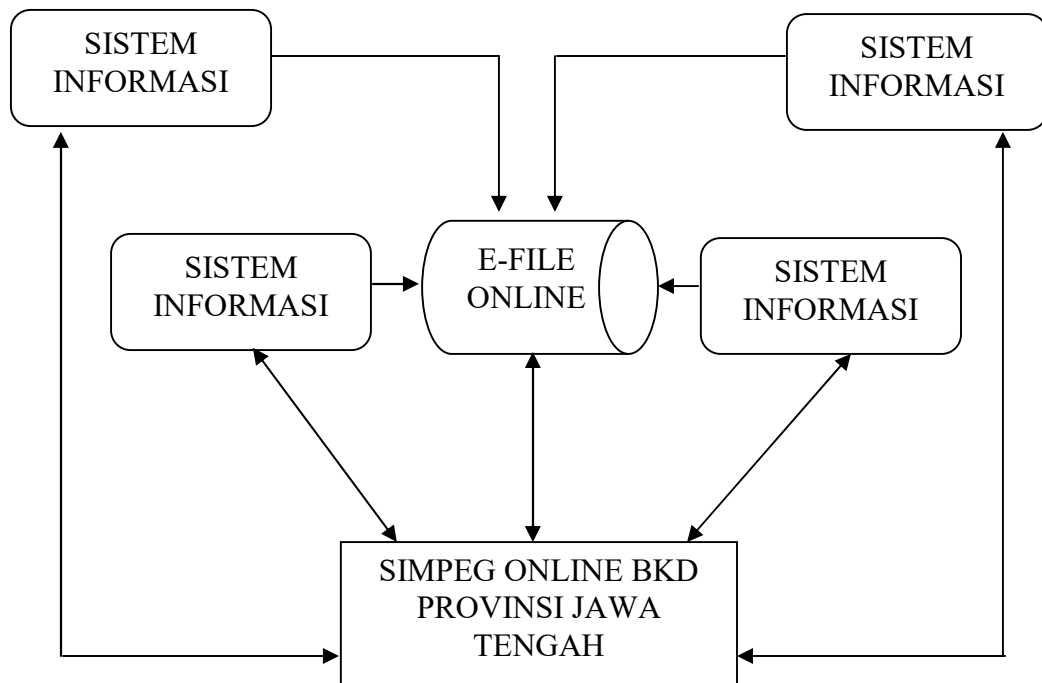 SISTEM
INFORMASI
SISTEM
INFORMASI
SISTEM
INFORMASI
E-FILE
ONLINE
SISTEM
INFORMASI
SIMPEG ONLINE BKD
PROVINSI JAWA
TENGAH